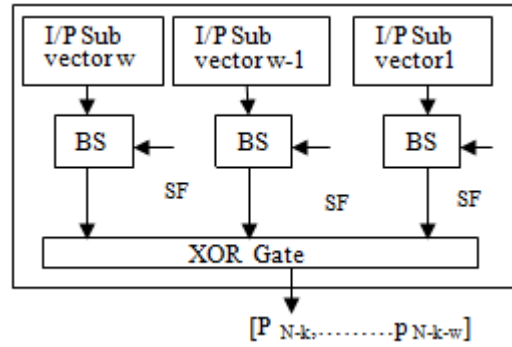 I/P Sub vector w
I/P Sub vector w-1
I/P Sub vector1
BS
BS
BS
SF
SF
SF
XOR Gate
[P N-k,.........p N-k-w]